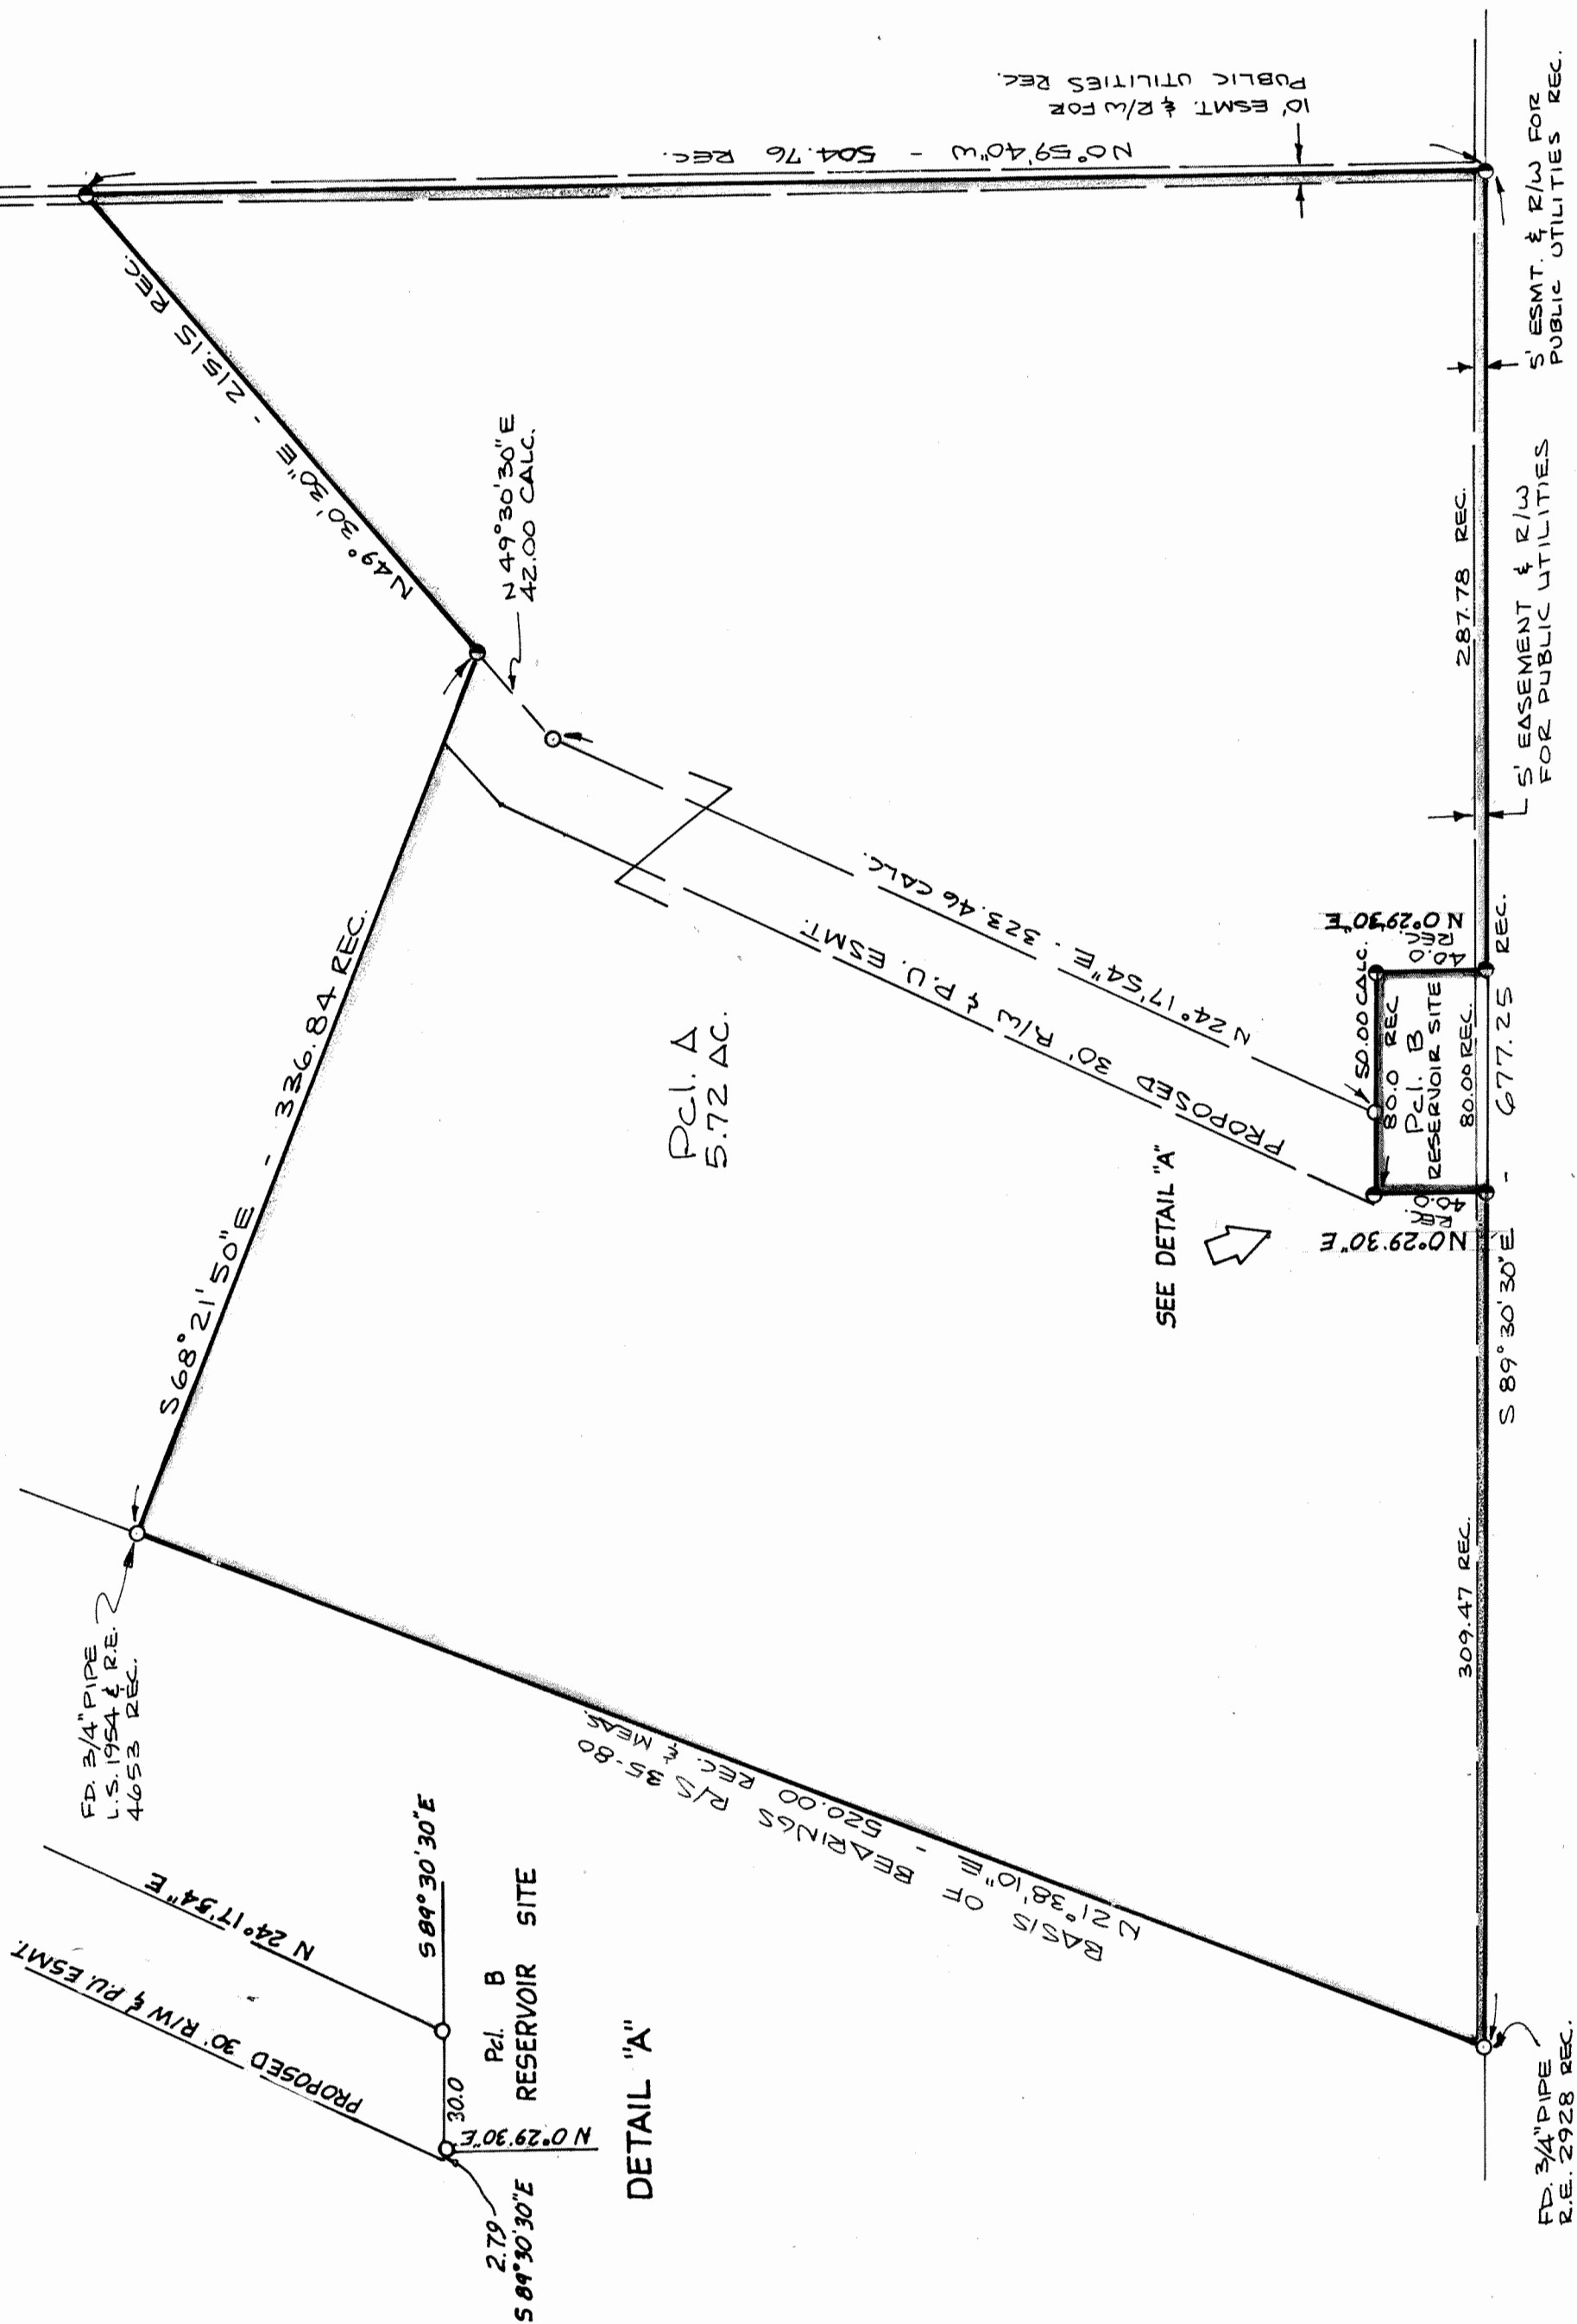 FD. 3/4" PIPE
L.S. 1954 & R.E.
4653 REC.
S 68° 21' 50" E - 336.84 REC.
N 49° 30' 30" E - 215.15 REC.
N 49° 30' 30" E
42.00 CALC.
N 0° 59' 40" W - 504.76 REC.
10' ESMT. & R/W FOR
PUBLIC UTILITIES REC.
N 21° 38' 10" E - 520.00 REC. & MEAS.
BASIS OF BEARINGS R/S 35-80
Pcl. A
5.72 AC.
PROPOSED 30' R/W & P.U. ESMT.
N 24° 17' 54" E - 323.46 CALC.
SEE DETAIL "A"
N 0° 29' 30" E
40.0
50.00 CALC.
80.0 REC
Pcl. B
RESERVOIR SITE
80.00 REC.
N 0° 29' 30" E
40.0
REC.
309.47 REC.
287.78 REC.
S 89° 30' 30" E - 677.25 REC.
5' EASEMENT & R/W
FOR PUBLIC UTILITIES
5' ESMT. & R/W FOR
PUBLIC UTILITIES REC.
FD. 3/4" PIPE
R.E. 2928 REC.
PROPOSED 30' R/W & P.U. ESMT.
N 24° 17' 54" E
S 89° 30' 30" E
30.0
Pcl. B
RESERVOIR SITE
N 0° 29' 30" E
2.79
S 89° 30' 30" E
DETAIL "A"